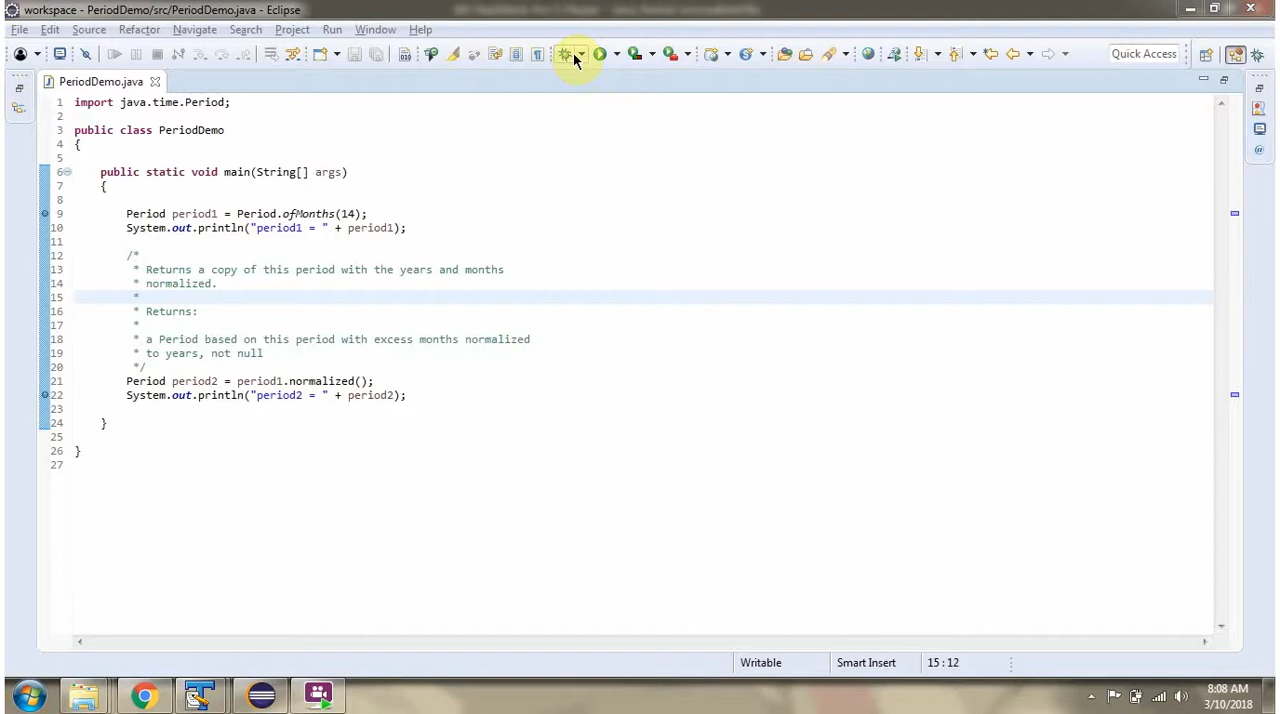 workspace - PeriodDemo/src/PeriodDemo.java - Eclipse
File Edit Source Refactor Navigate Search Project Run Window Help
Quick Access
PeriodDemo.java
1 import java.time.Period;
2
3 public class PeriodDemo
4 {
5
6 public static void main(String[] args)
7 {
8
9 Period period1 = Period.ofMonths(14);
10 System.out.println("period1 = " + period1);
11
12 /*
13 * Returns a copy of this period with the years and months
14 * normalized.
15 *
16 * Returns:
17 *
18 * a Period based on this period with excess months normalized
19 * to years, not null
20 */
21 Period period2 = period1.normalized();
22 System.out.println("period2 = " + period2);
23
24 }
25
26 }
27
Writable Smart Insert 15 : 12
8:08 AM
3/10/2018